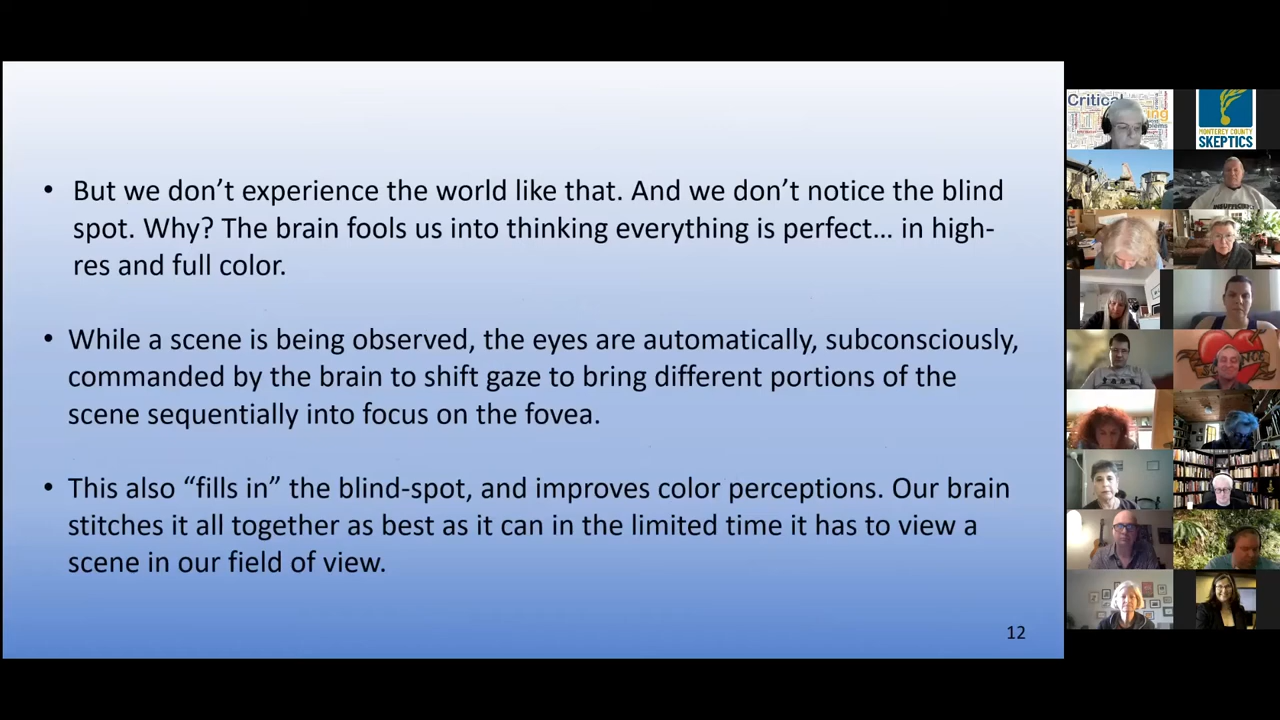 • But we don’t experience the world like that. And we don’t notice the blind
spot. Why? The brain fools us into thinking everything is perfect… in high-
res and full color.
• While a scene is being observed, the eyes are automatically, subconsciously,
commanded by the brain to shift gaze to bring different portions of the
scene sequentially into focus on the fovea.
• This also “fills in” the blind-spot, and improves color perceptions. Our brain
stitches it all together as best as it can in the limited time it has to view a
scene in our field of view.
12
Critical
MONTEREY COUNTY
SKEPTICS